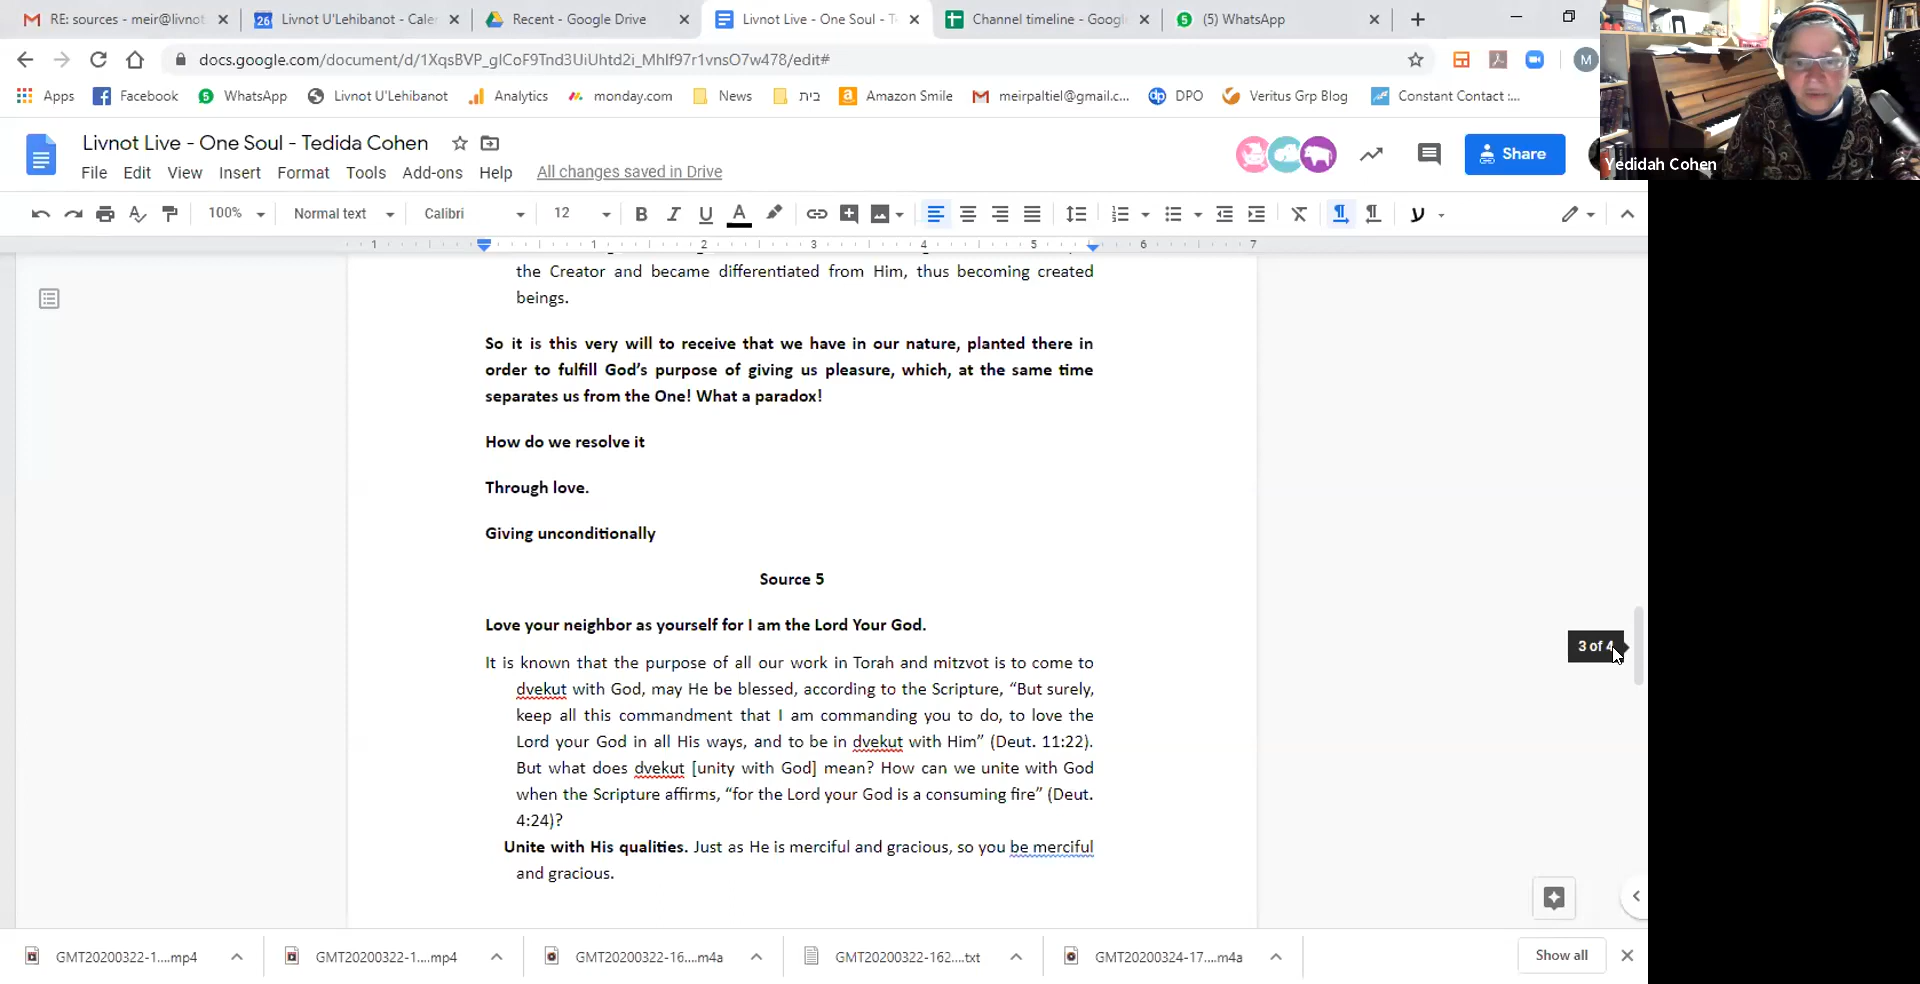 RE: sources - meir@livnot
26 Livnot U'Lehibanot - Caler
Recent - Google Drive
Livnot Live - One Soul - T
Channel timeline - Googl
(5) WhatsApp
docs.google.com/document/d/1XqsBVP_glCoF9Tnd3UiUhtd2i_Mhlf97r1vnsO7w478/edit#
M
Apps
Facebook
5 WhatsApp
Livnot U'Lehibanot
Analytics
monday.com
News
בית
Amazon Smile
meirpaltiel@gmail.c...
DPO
Veritus Grp Blog
Constant Contact :...
Yedidah Cohen
Livnot Live - One Soul - Tedida Cohen
Share
File Edit View Insert Format Tools Add-ons Help All changes saved in Drive
100% Normal text Calibri 12 B I U A
1 1 2 3 4 5 6 7
the Creator and became differentiated from Him, thus becoming created
beings.
So it is this very will to receive that we have in our nature, planted there in
order to fulfill God’s purpose of giving us pleasure, which, at the same time
separates us from the One! What a paradox!
How do we resolve it
Through love.
Giving unconditionally
Source 5
Love your neighbor as yourself for I am the Lord Your God.
3 of 4
It is known that the purpose of all our work in Torah and mitzvot is to come to
dvekut with God, may He be blessed, according to the Scripture, “But surely,
keep all this commandment that I am commanding you to do, to love the
Lord your God in all His ways, and to be in dvekut with Him” (Deut. 11:22).
But what does dvekut [unity with God] mean? How can we unite with God
when the Scripture affirms, “for the Lord your God is a consuming fire” (Deut.
4:24)?
Unite with His qualities. Just as He is merciful and gracious, so you be merciful
and gracious.
GMT20200322-1....mp4
GMT20200322-1....mp4
GMT20200322-16....m4a
GMT20200322-162....txt
GMT20200324-17....m4a
Show all